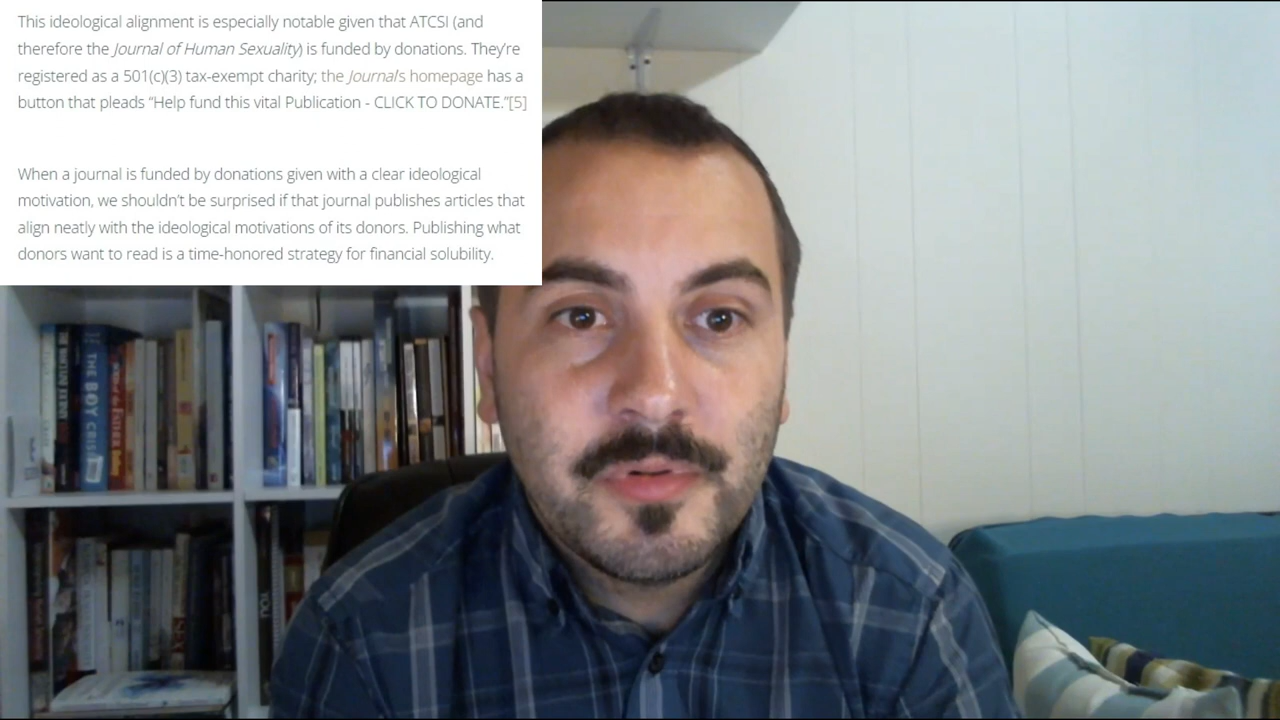 This ideological alignment is especially notable given that ATCSI (and
therefore the Journal of Human Sexuality) is funded by donations. They're
registered as a 501(c)(3) tax-exempt charity; the Journal's homepage has a
button that pleads “Help fund this vital Publication - CLICK TO DONATE.”[5]
When a journal is funded by donations given with a clear ideological
motivation, we shouldn't be surprised if that journal publishes articles that
align neatly with the ideological motivations of its donors. Publishing what
donors want to read is a time-honored strategy for financial solubility.
THE BOY CRISIS